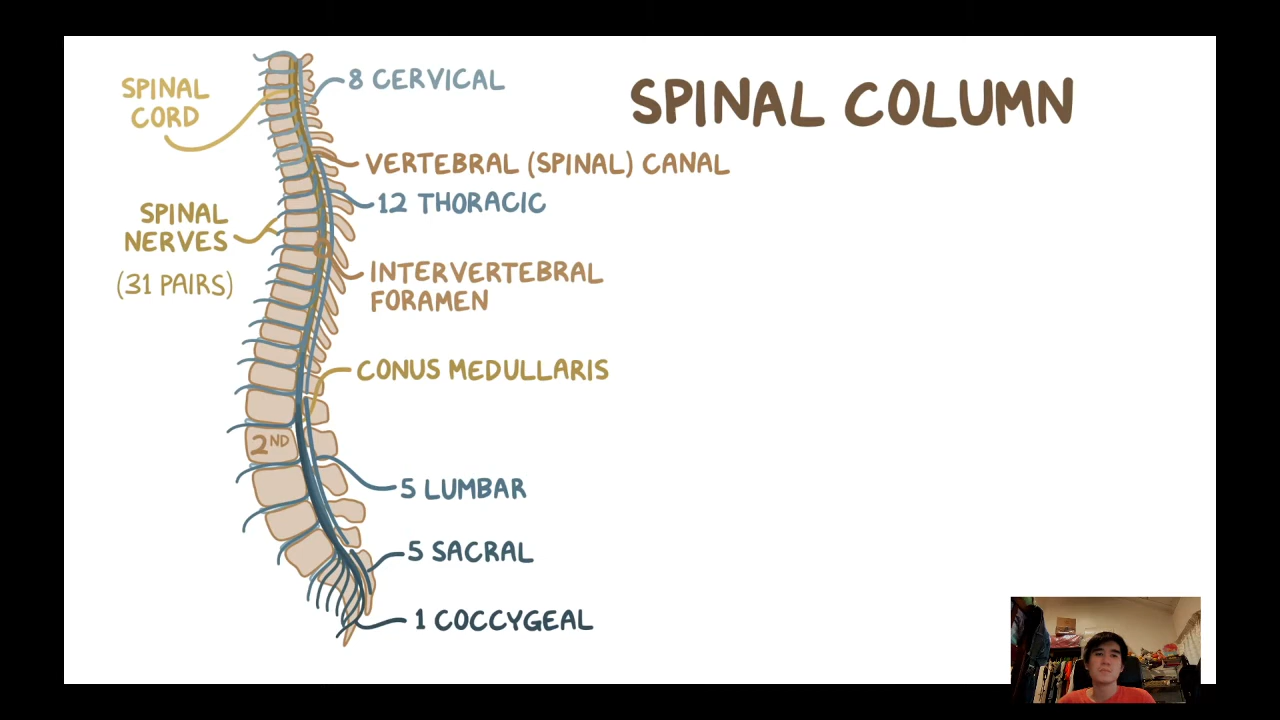 SPINAL COLUMN
SPINAL
CORD
8 CERVICAL
VERTEBRAL (SPINAL) CANAL
12 THORACIC
SPINAL
NERVES
(31 PAIRS)
INTERVERTEBRAL
FORAMEN
CONUS MEDULLARIS
2ND
5 LUMBAR
5 SACRAL
1 COCCYGEAL